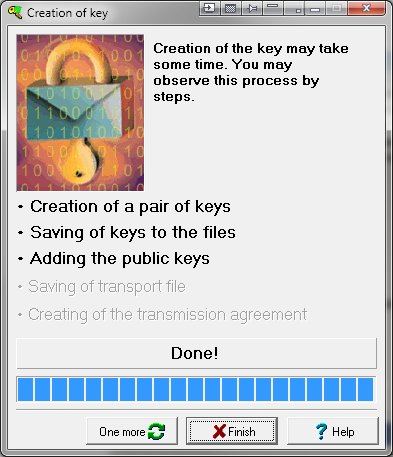 Creation of key
Creation of the key may take
some time. You may
observe this process by
steps.
• Creation of a pair of keys
• Saving of keys to the files
• Adding the public keys
• Saving of transport file
• Creating of the transmission agreement
Done!
One more Finish Help